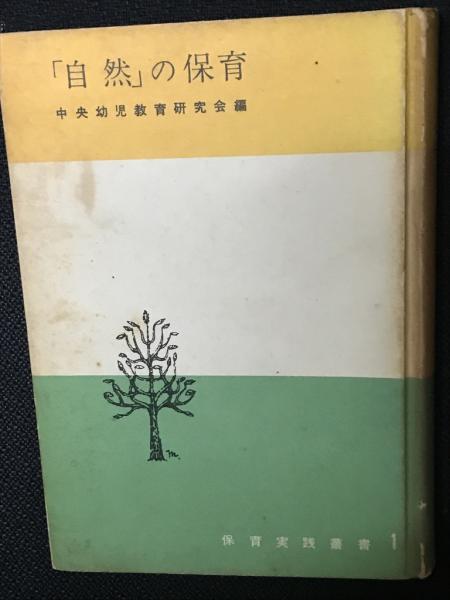 「自然」の保育
中央幼児教育研究会編
m.
保育実践叢書 1